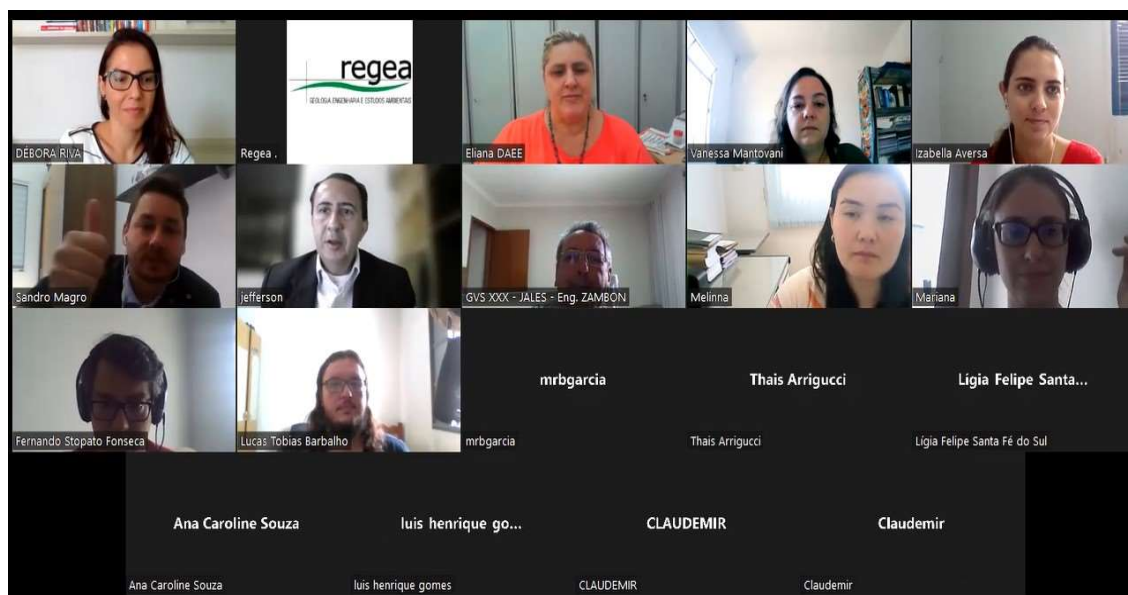 DÉBORA RIVA
regea
GEOLOGIA, ENGENHARIA E ESTUDOS AMBIENTAIS
Regea .
Eliana DAEE
Vanessa Mantovani
Izabella Aversa
Sandro Magro
jefferson
GVS XXX - JALES - Eng. ZAMBON
Melinna
Mariana
Fernando Stopato Fonseca
Lucas Tobias Barbalho
mrbgarcia
mrbgarcia
Thais Arrigucci
Thais Arrigucci
Lígia Felipe Santa...
Lígia Felipe Santa Fé do Sul
Ana Caroline Souza
Ana Caroline Souza
luis henrique go...
luis henrique gomes
CLAUDEMIR
CLAUDEMIR
Claudemir
Claudemir